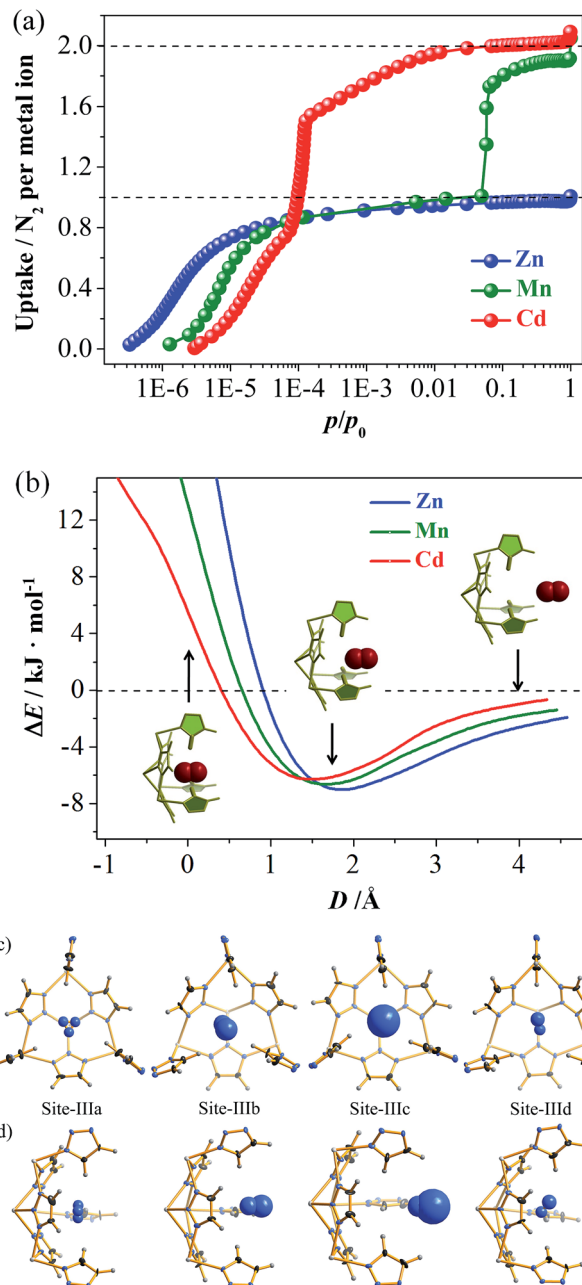 (a)
2.0
1.6
1.2
0.8
0.4
0.0
Uptake / N₂ per metal ion
Zn
Mn
Cd
1E-6 1E-5 1E-4 1E-3 0.01 0.1 1
p/p₀
(b)
12
8
4
0
-4
-8
ΔE / kJ · mol⁻¹
Zn
Mn
Cd
-1 0 1 2 3 4
D /Å
c)
Site-IIIa Site-IIIb Site-IIIc Site-IIId
d)